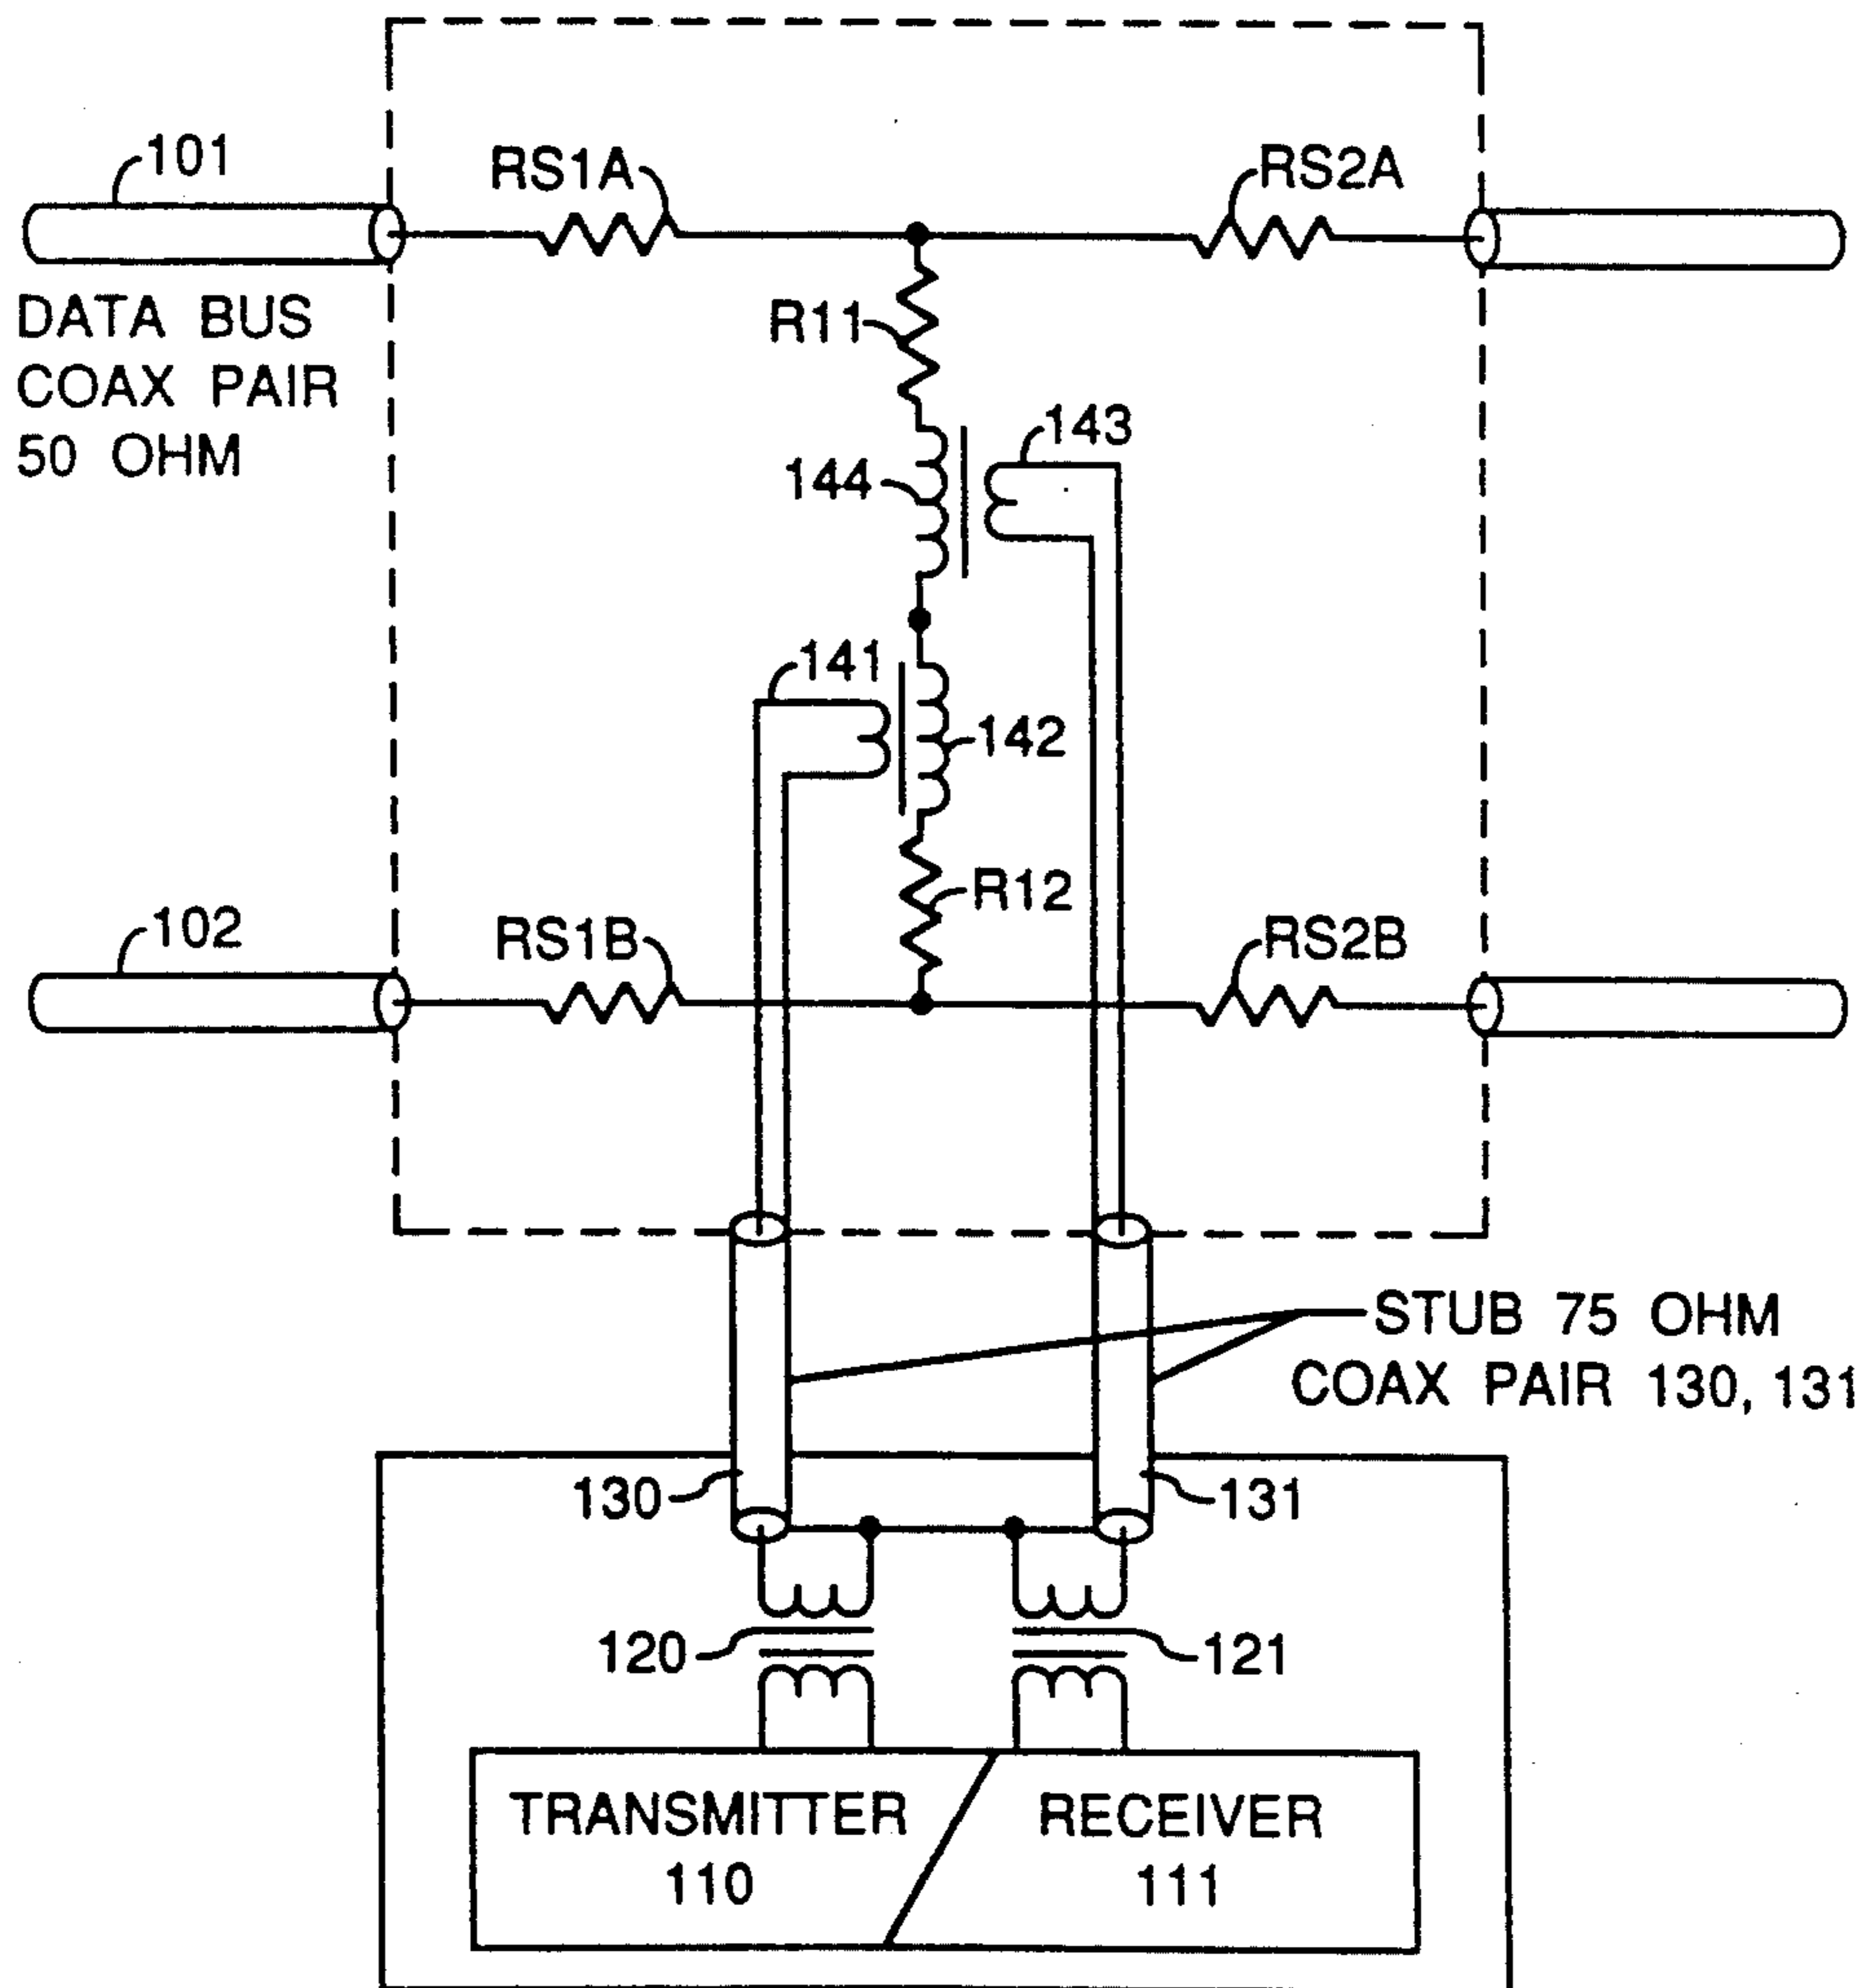 101
RS1A
RS2A
DATA BUS
COAX PAIR
50 OHM
R11
143
144
141
142
R12
102
RS1B
RS2B
STUB 75 OHM
COAX PAIR 130, 131
130
131
120
121
TRANSMITTER
110
RECEIVER
111